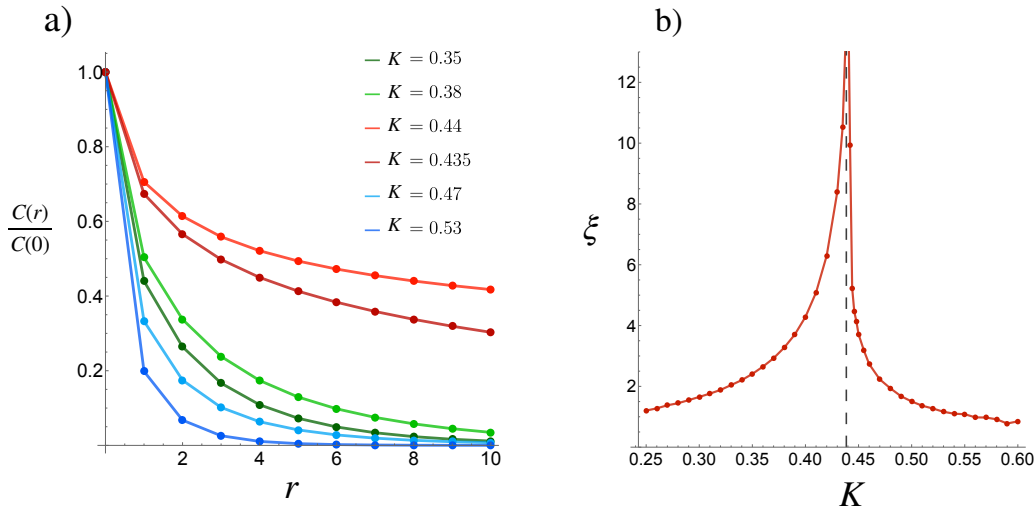 a)
C(r)
C(0)
1.0
0.8
0.6
0.4
0.2
2
4
6
8
10
r
K = 0.35
K = 0.38
K = 0.44
K = 0.435
K = 0.47
K = 0.53
b)
ξ
12
10
8
6
4
2
0.25
0.30
0.35
0.40
0.45
0.50
0.55
0.60
K